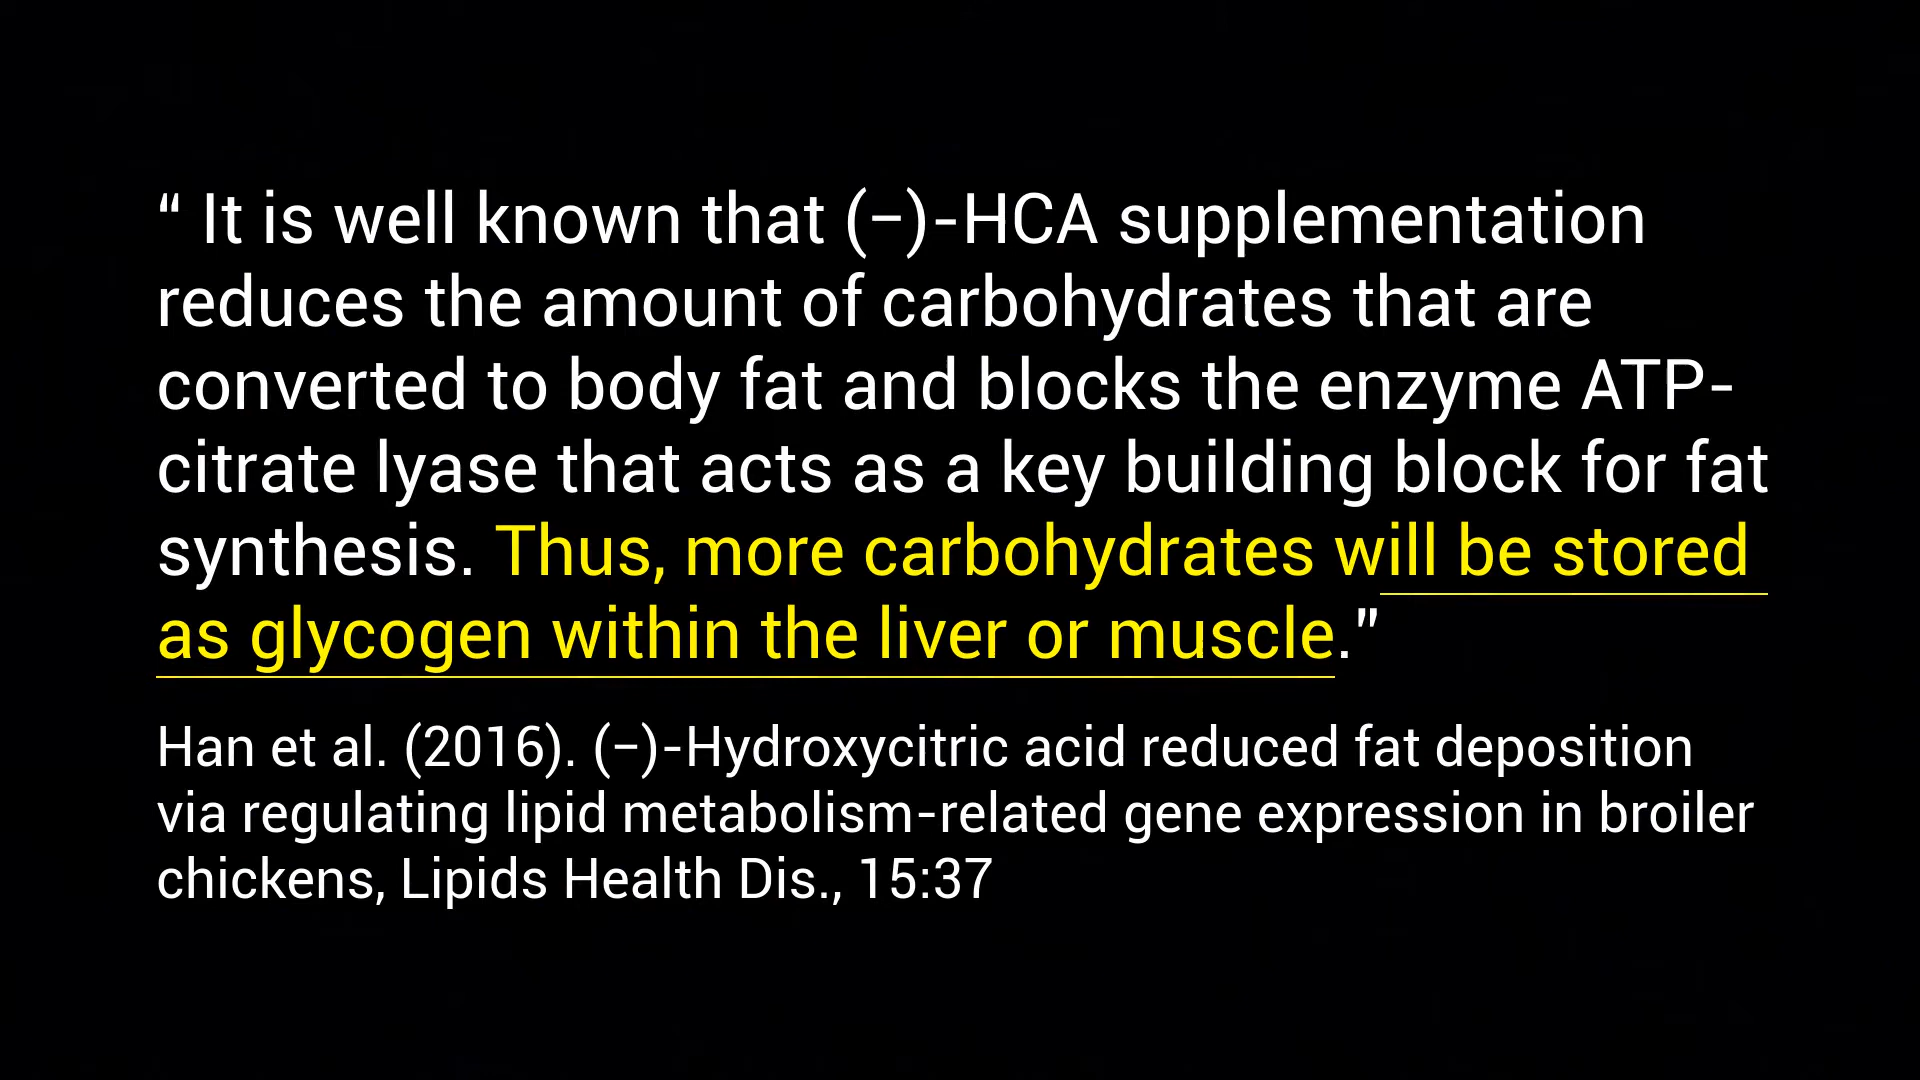 “ It is well known that (−)-HCA supplementation
reduces the amount of carbohydrates that are
converted to body fat and blocks the enzyme ATP-
citrate lyase that acts as a key building block for fat
synthesis. Thus, more carbohydrates will be stored
as glycogen within the liver or muscle.”
Han et al. (2016). (−)-Hydroxycitric acid reduced fat deposition
via regulating lipid metabolism-related gene expression in broiler
chickens, Lipids Health Dis., 15:37